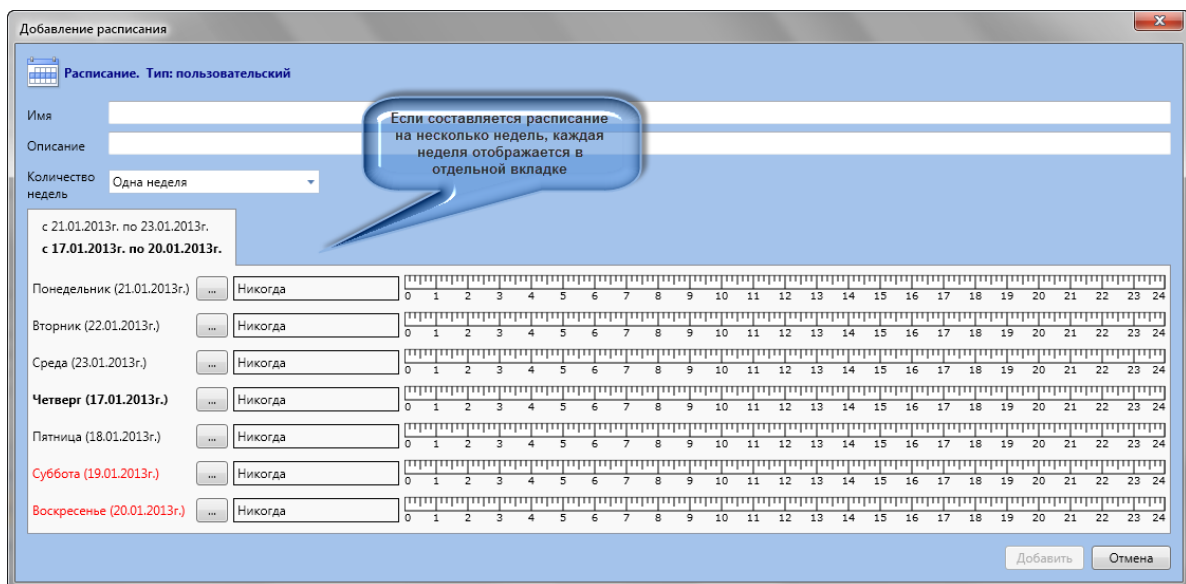 Добавление расписания
Расписание. Тип: пользовательский
Имя
Описание
Количество
недель
Одна неделя
Если составляется расписание
на несколько недель, каждая
неделя отображается в
отдельной вкладке
с 21.01.2013г. по 23.01.2013г.
с 17.01.2013г. по 20.01.2013г.
Понедельник (21.01.2013г.) ... Никогда 0 1 2 3 4 5 6 7 8 9 10 11 12 13 14 15 16 17 18 19 20 21 22 23 24
Вторник (22.01.2013г.) ... Никогда 0 1 2 3 4 5 6 7 8 9 10 11 12 13 14 15 16 17 18 19 20 21 22 23 24
Среда (23.01.2013г.) ... Никогда 0 1 2 3 4 5 6 7 8 9 10 11 12 13 14 15 16 17 18 19 20 21 22 23 24
Четверг (17.01.2013г.) ... Никогда 0 1 2 3 4 5 6 7 8 9 10 11 12 13 14 15 16 17 18 19 20 21 22 23 24
Пятница (18.01.2013г.) ... Никогда 0 1 2 3 4 5 6 7 8 9 10 11 12 13 14 15 16 17 18 19 20 21 22 23 24
Суббота (19.01.2013г.) ... Никогда 0 1 2 3 4 5 6 7 8 9 10 11 12 13 14 15 16 17 18 19 20 21 22 23 24
Воскресенье (20.01.2013г.) ... Никогда 0 1 2 3 4 5 6 7 8 9 10 11 12 13 14 15 16 17 18 19 20 21 22 23 24
Добавить Отмена